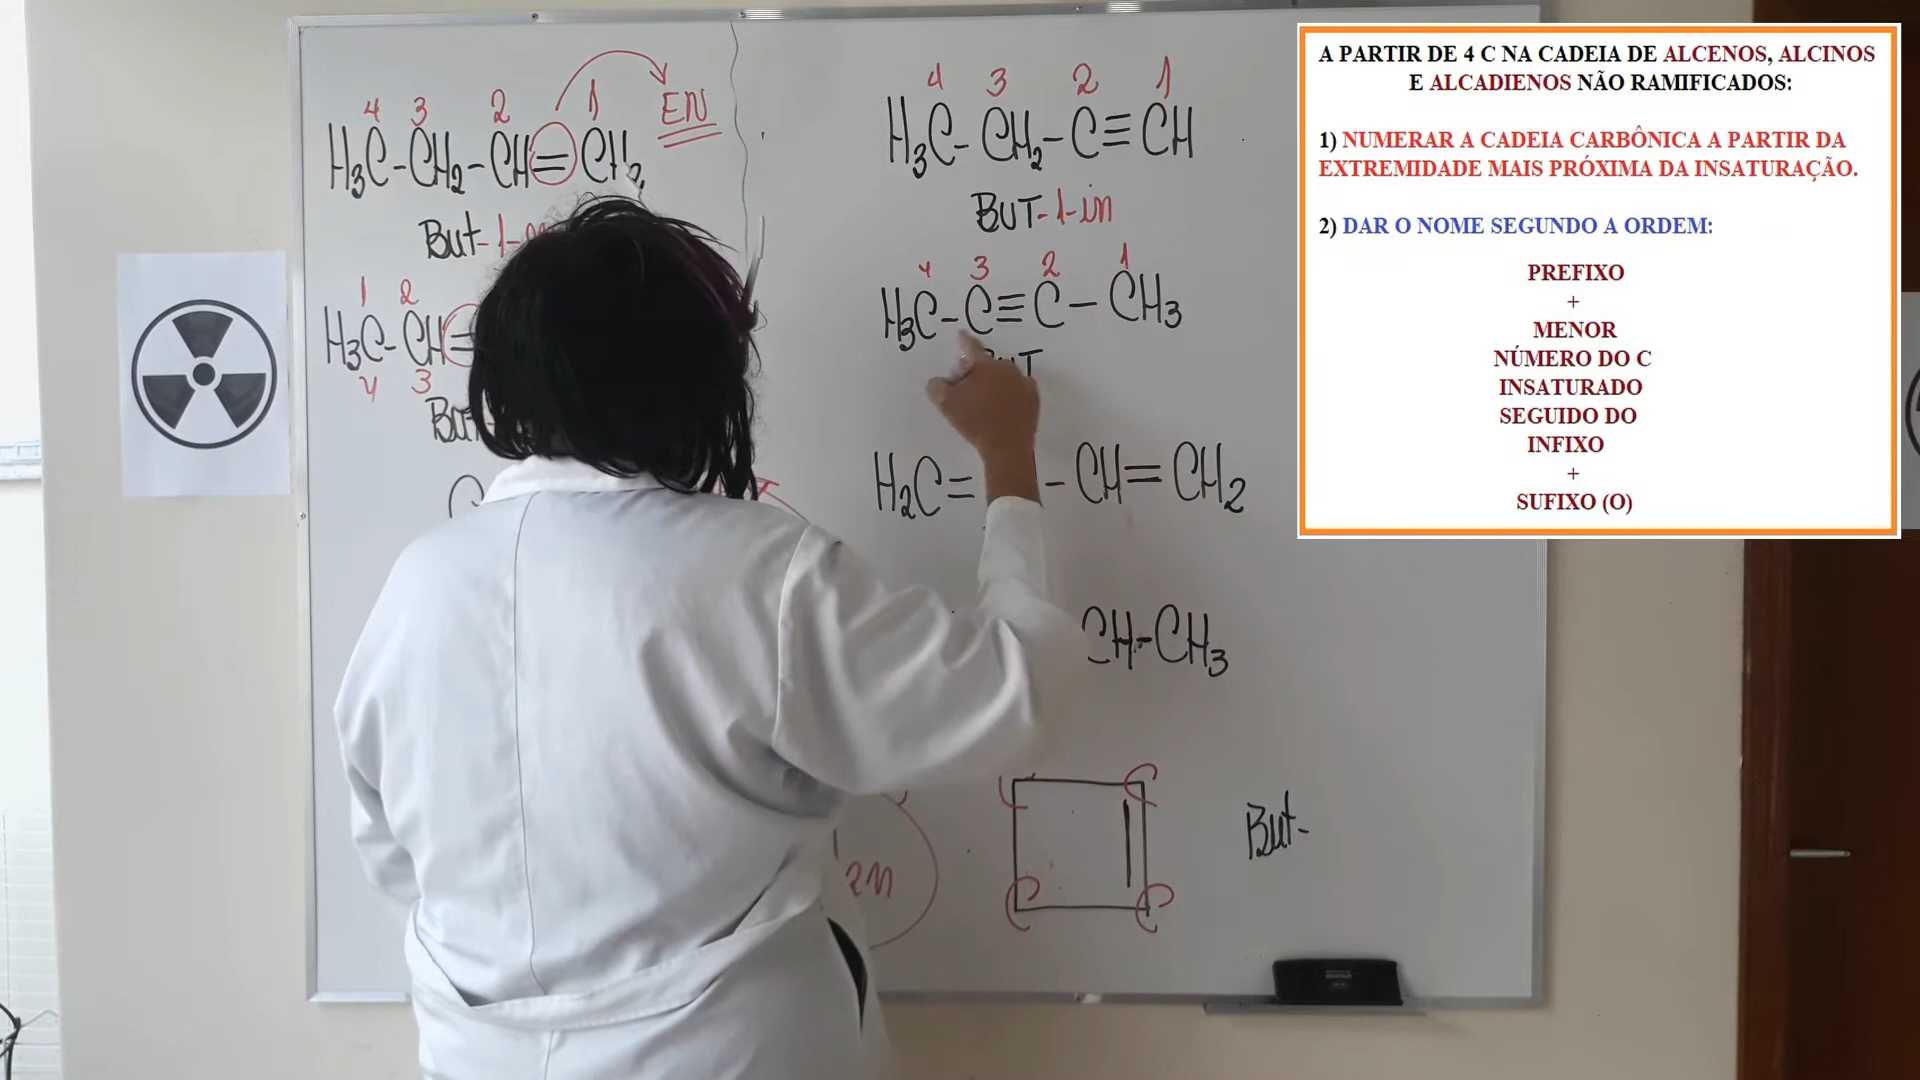 4 3 2 1
H₃C-CH₂-CH=CH₂
EN
But-1-
1 2
H₃C-CH=
4 3
But
4 3 2 1
H₃C-CH₂-C≡CH
BUT-1-in
4 3 2 1
H₃C-C≡C-CH₃
H₂C= -CH=CH₂
CH-CH₃
C C
C C
But-
en
A PARTIR DE 4 C NA CADEIA DE ALCENOS, ALCINOS
E ALCADIENOS NÃO RAMIFICADOS:
1) NUMERAR A CADEIA CARBÔNICA A PARTIR DA
EXTREMIDADE MAIS PRÓXIMA DA INSATURAÇÃO.
2) DAR O NOME SEGUNDO A ORDEM:
PREFIXO
+
MENOR
NÚMERO DO C
INSATURADO
SEGUIDO DO
INFIXO
+
SUFIXO (O)